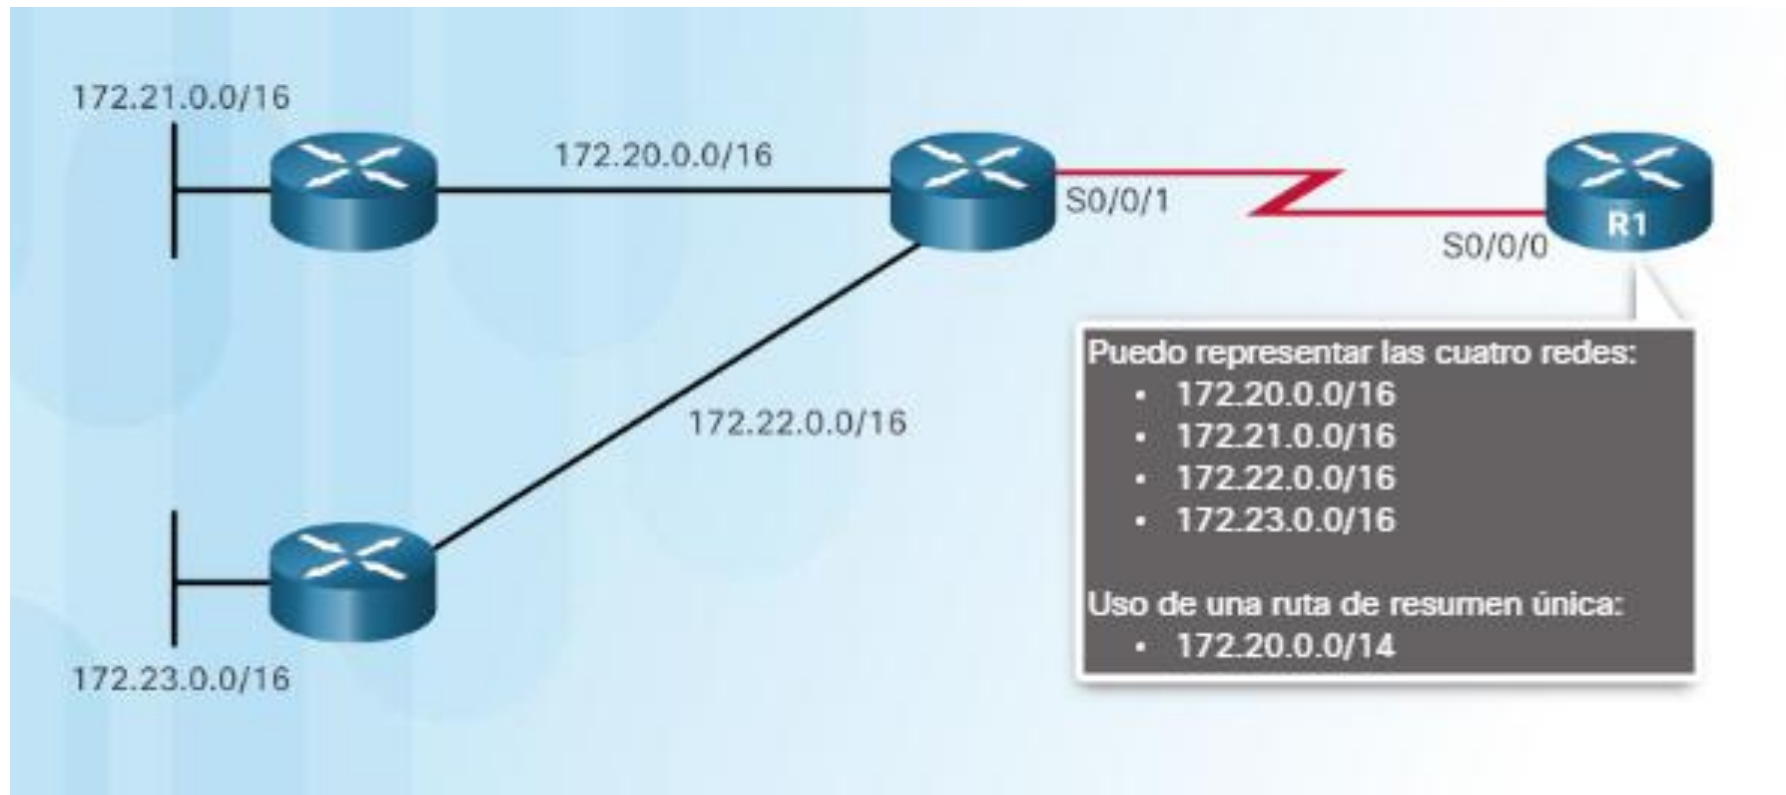 172.21.0.0/16
172.20.0.0/16
S0/0/1
R1
S0/0/0
172.22.0.0/16
172.23.0.0/16
Puedo representar las cuatro redes:
• 172.20.0.0/16
• 172.21.0.0/16
• 172.22.0.0/16
• 172.23.0.0/16
Uso de una ruta de resumen única:
• 172.20.0.0/14